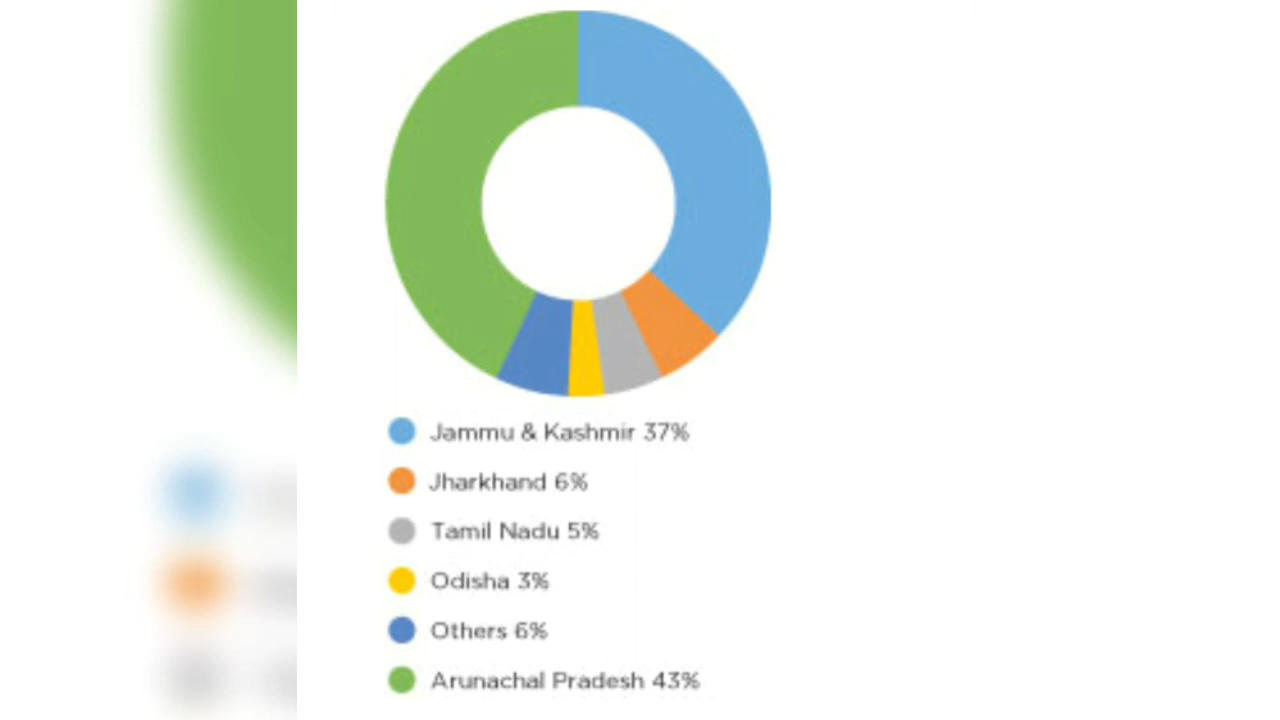 Jammu & Kashmir 37%
Jharkhand 6%
Tamil Nadu 5%
Odisha 3%
Others 6%
Arunachal Pradesh 43%